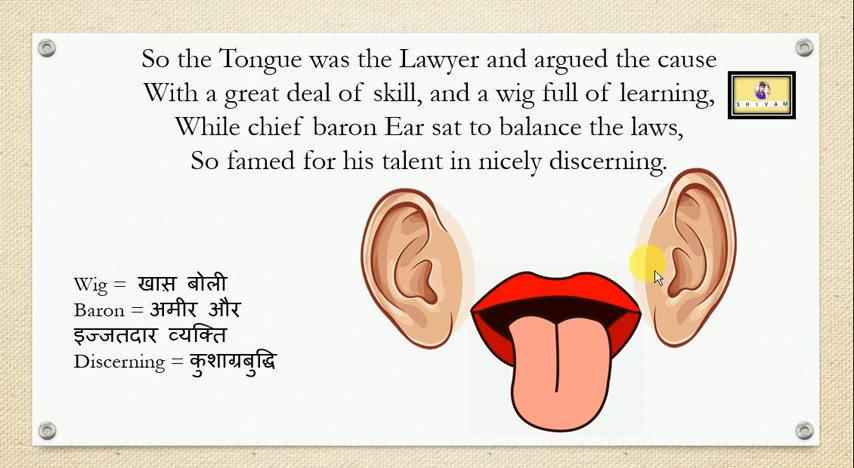 So the Tongue was the Lawyer and argued the cause
With a great deal of skill, and a wig full of learning,
While chief baron Ear sat to balance the laws,
So famed for his talent in nicely discerning.
SHIVAM
Wig = खास बोली
Baron = अमीर और
इज्जतदार व्यक्ति
Discerning = कुशाग्रबुद्धि